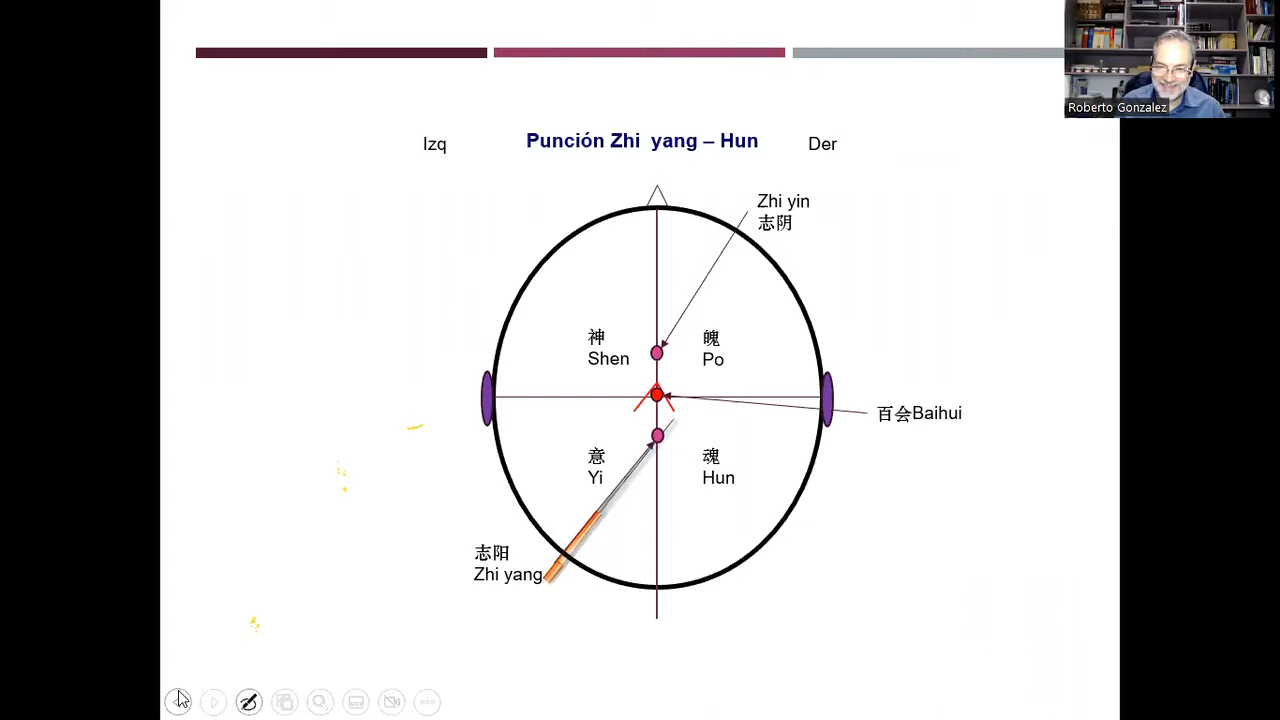 Roberto Gonzalez
Izq
Punción Zhi yang – Hun
Der
Zhi yin
志阴
神
Shen
魄
Po
百会Baihui
意
Yi
魂
Hun
志阳
Zhi yang